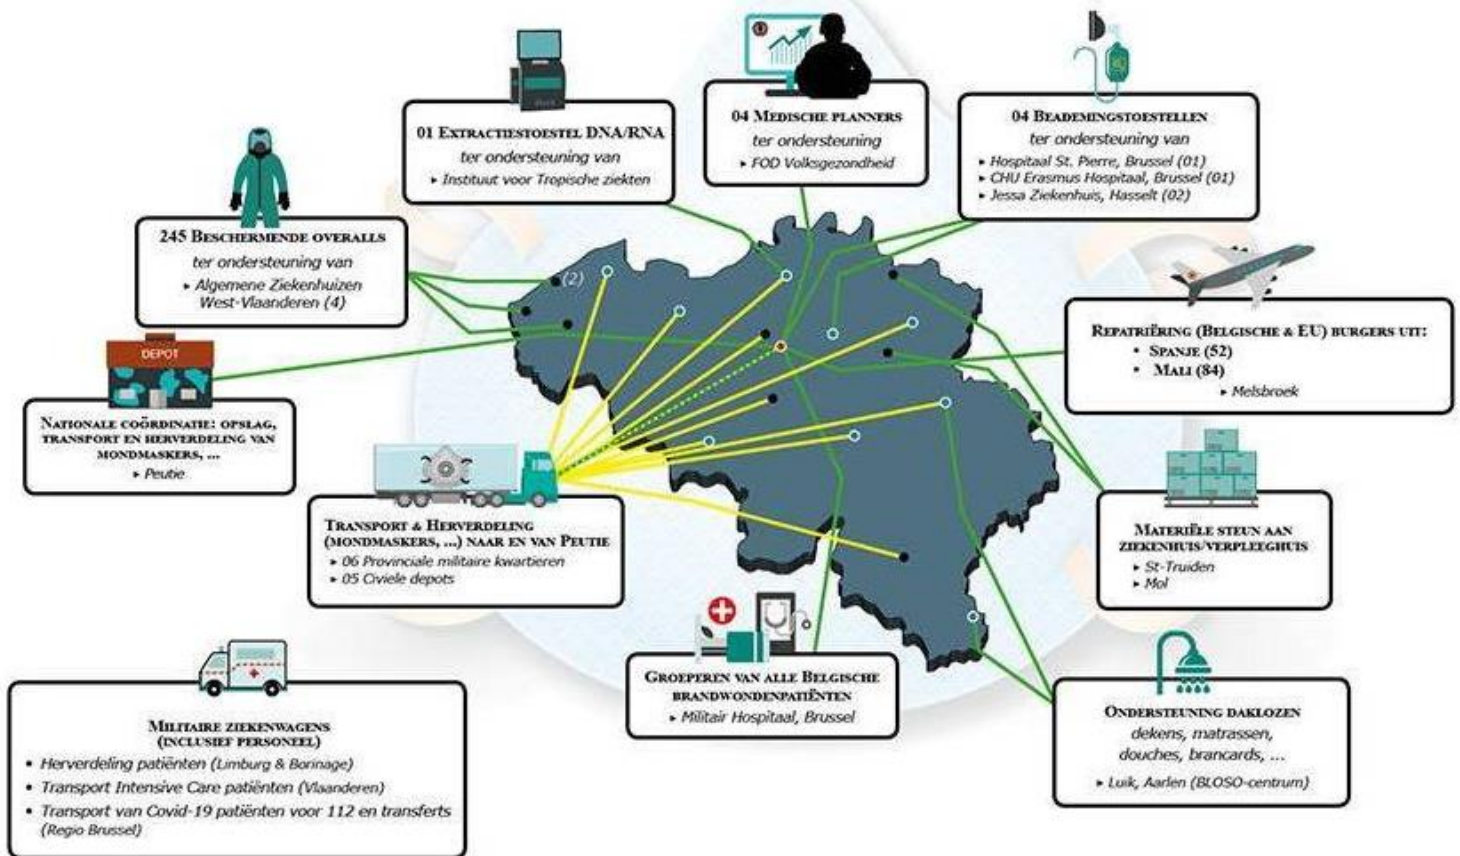 01 EXTRACTIETOESTEL DNA/RNA
ter ondersteuning van
▸ Instituut voor Tropische ziekten
04 MEDISCHE PLANNERS
ter ondersteuning
▸ FOD Volksgezondheid
04 BEADEMINGSTOESTELLEN
ter ondersteuning van
▸ Hospitaal St. Pierre, Brussel (01)
▸ CHU Erasmus Hospitaal, Brussel (01)
▸ Jessa Ziekenhuis, Hasselt (02)
245 BESCHERMENDE OVERALLS
ter ondersteuning van
▸ Algemene Ziekenhuizen
West-Vlaanderen (4)
(2)
REPATRIËRING (BELGISCHE & EU) BURGERS UIT:
• SPANJE (52)
• MALI (84)
▸ Melsbroek
DEPOT
NATIONALE COÖRDINATIE: OPSLAG,
TRANSPORT EN HERVERDELING VAN
MONDMASKERS, ...
▸ Peutie
TRANSPORT & HERVERDELING
(MONDMASKERS, ...) NAAR EN VAN PEUTIE
▸ 06 Provinciale militaire kwartieren
▸ 05 Civiele depots
MATERIËLE STEUN AAN
ZIEKENHUIS/VERPLEEGHUIS
▸ St-Truiden
▸ Mol
GROEPEREN VAN ALLE BELGISCHE
BRANDWONDENPATIËNTEN
▸ Militair Hospitaal, Brussel
ONDERSTEUNING DAKLOZEN
dekens, matrassen,
douches, brancards, ...
▸ Luik, Aarlen (BLOSO-centrum)
MILITAIRE ZIEKENWAGENS
(INCLUSIEF PERSONEEL)
• Herverdeling patiënten (Limburg & Borinage)
• Transport Intensive Care patiënten (Vlaanderen)
• Transport van Covid-19 patiënten voor 112 en transferts
(Regio Brussel)